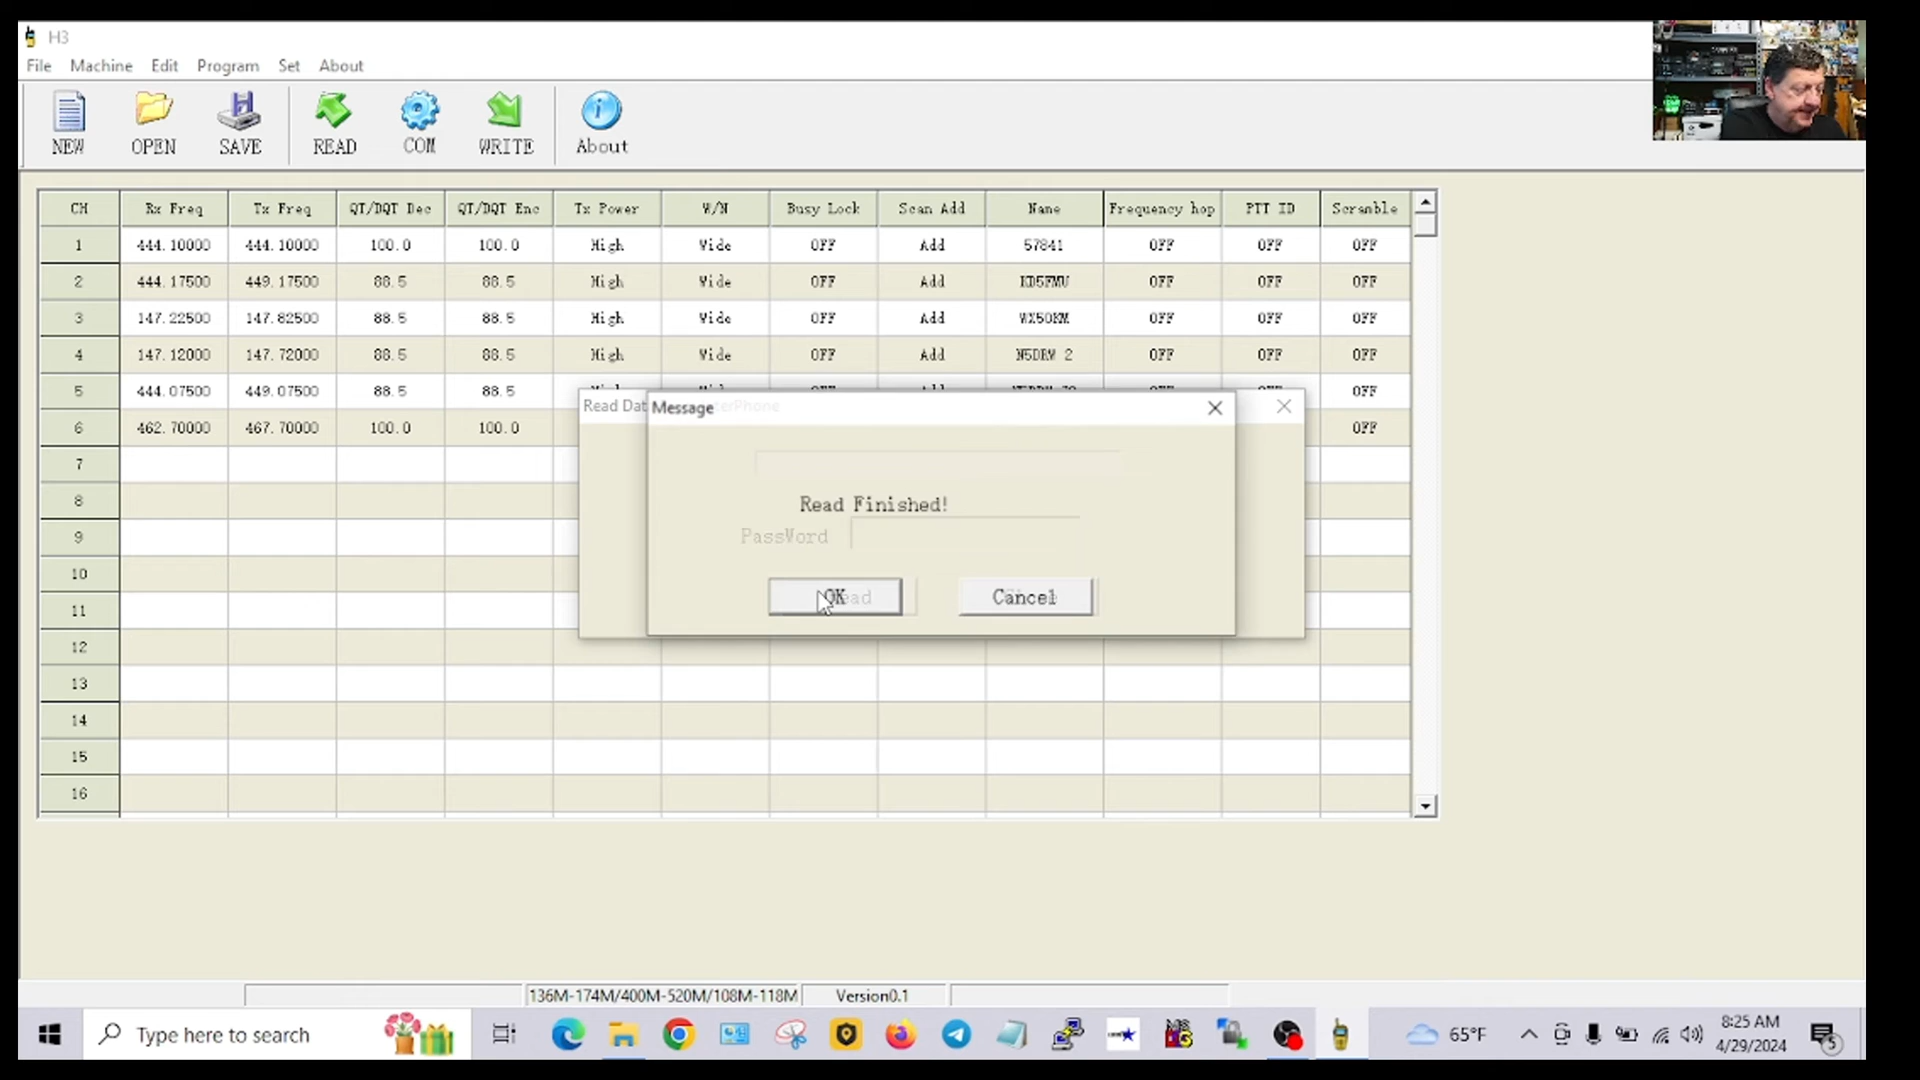 H3
File Machine Edit Program Set About
NEW OPEN SAVE READ COM WRITE About
CH Rx Freq Tx Freq QT/DQT Dec QT/DQT Enc Tx Power W/N Busy Lock Scan Add Name Frequency hop PTT ID Scramble
1 444.10000 444.10000 100.0 100.0 High Wide OFF Add 57841 OFF OFF OFF
2 444.17500 449.17500 88.5 88.5 High Wide OFF Add KD5FMU OFF OFF OFF
3 147.22500 147.82500 88.5 88.5 High Wide OFF Add WX5OKM OFF OFF OFF
4 147.12000 147.72000 88.5 88.5 High Wide OFF Add N5DRW 2 OFF OFF OFF
5 444.07500 449.07500 88.5 88.5 OFF
6 462.70000 467.70000 100.0 100.0 OFF
7
8
9
10
11
12
13
14
15
16
Read Dat
Message
Read Finished!
PassWord
OK Cancel
136M-174M/400M-520M/108M-118M Version0.1
Type here to search
65°F
8:25 AM
4/29/2024
5